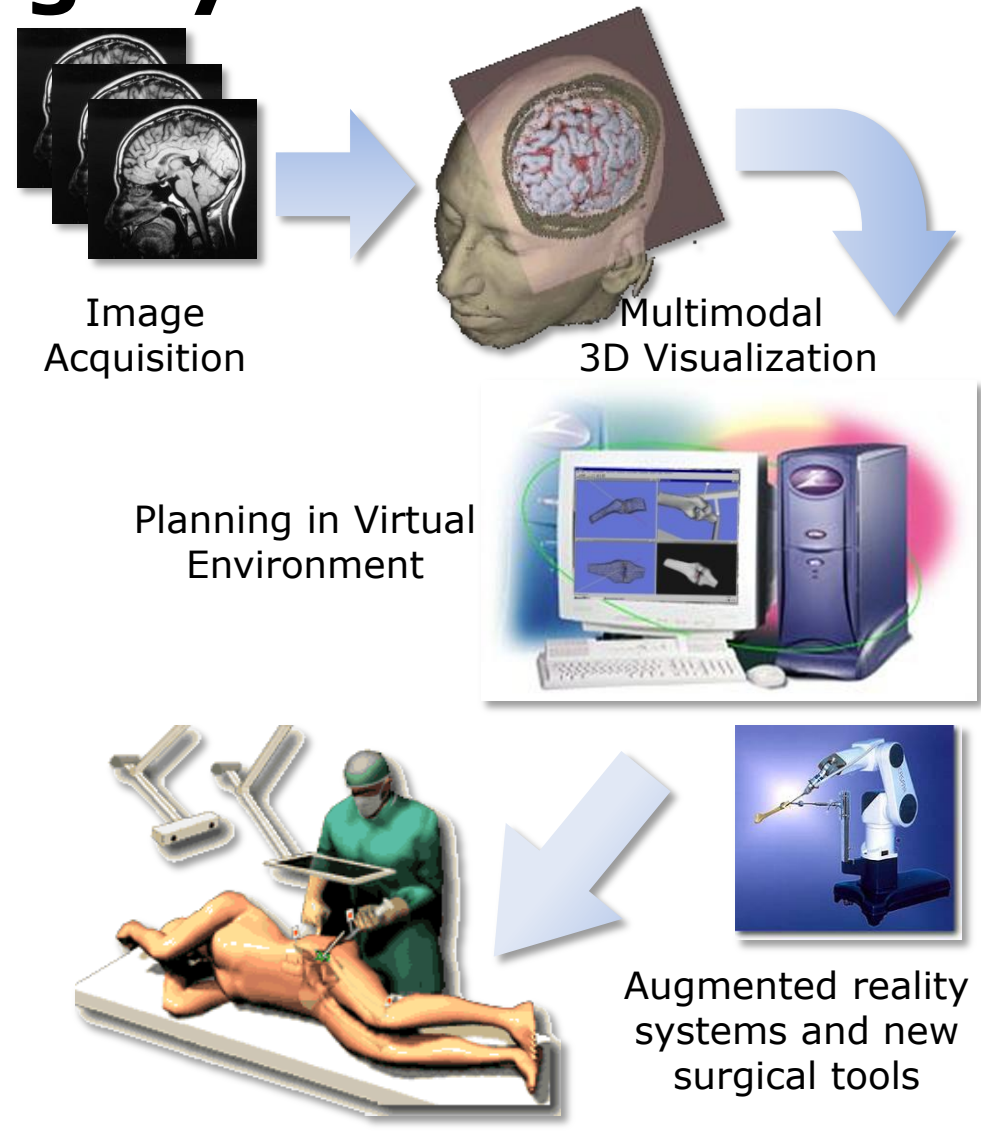 Image
Acquisition
Multimodal
3D Visualization
Planning in Virtual
Environment
Augmented reality
systems and new
surgical tools